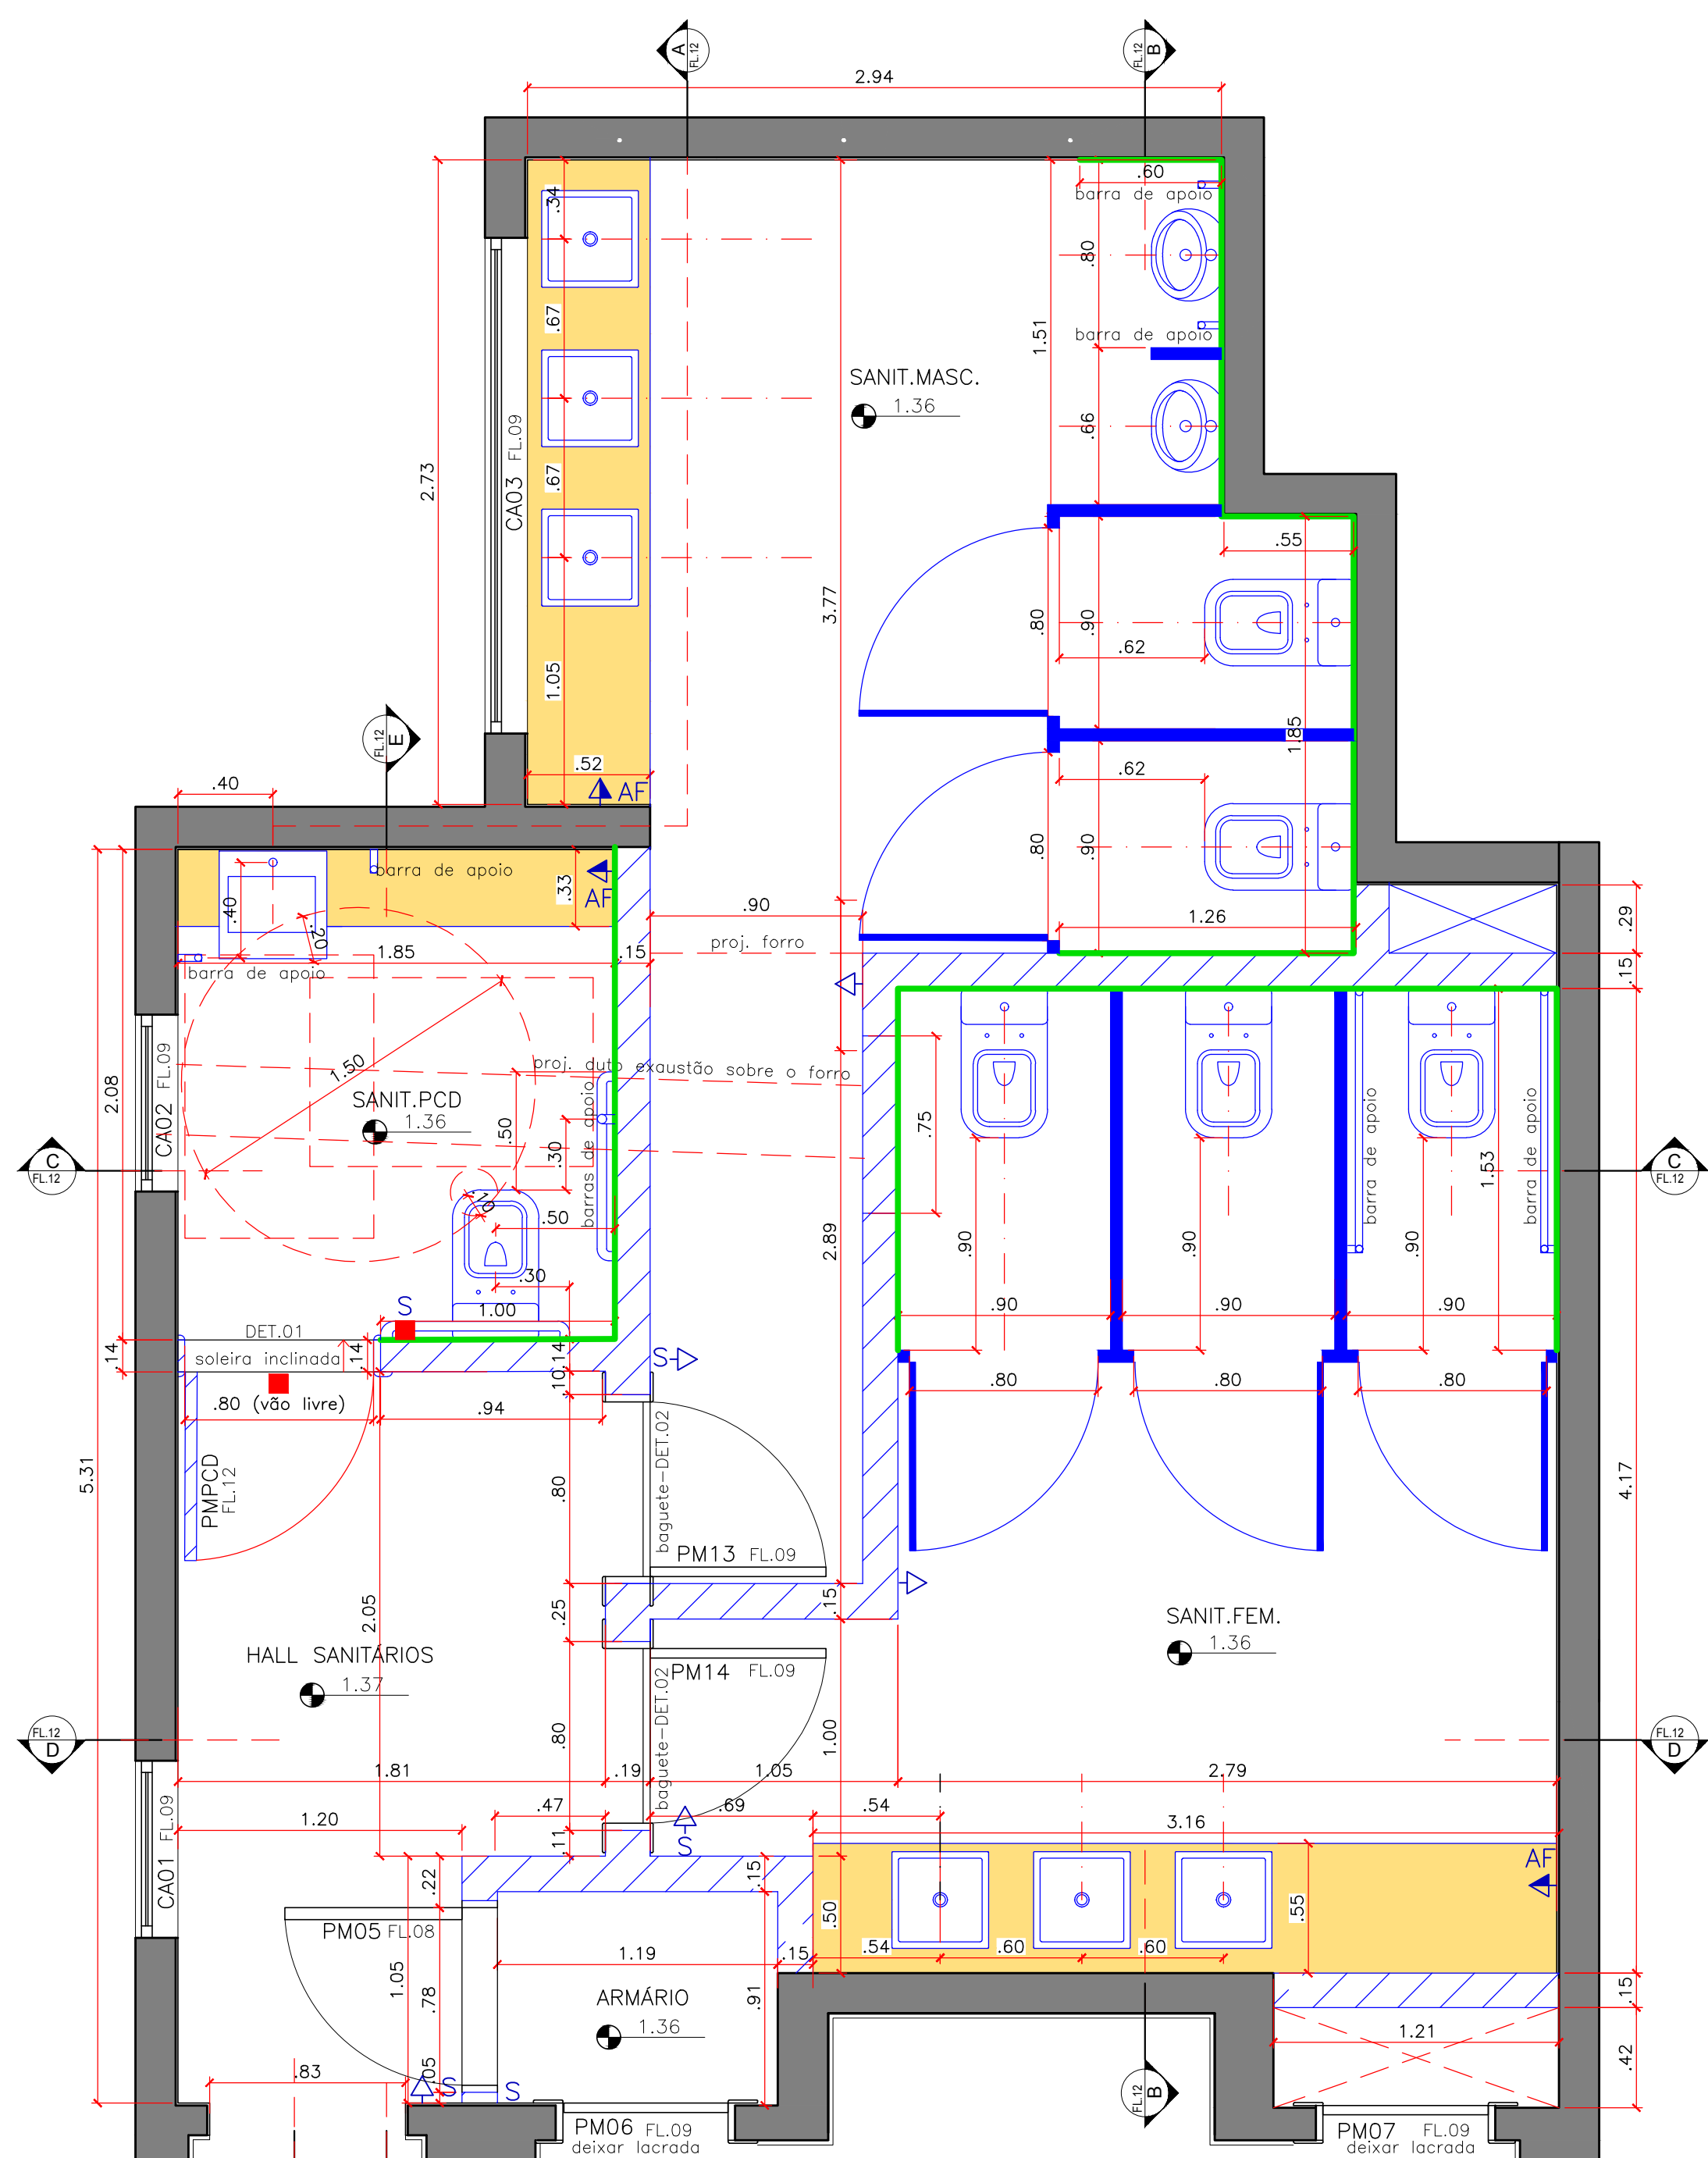 A
FL.12
B
FL.12
2.94
.34
.60
barra de apoio
.80
.67
1.51
barra de apoio
SANIT.MASC.
1.36
.66
CA03 FL.09
2.73
.67
.55
3.77
.80
.90
.62
1.05
1.85
E
FL.12
.52
AF
.62
.40
.80
.90
barra de apoio
.33
AF
.40
.20
1.26
.90
.29
1.85
.15
proj. forro
barra de apoio
.15
CA02 FL.09
1.50
proj. duto exaustão sobre o forro
2.08
SANIT.PCD
1.36
.50
.30
barras de apoio
.75
barra de apoio
barra de apoio
1.53
C
FL.12
C
FL.12
.10
.50
2.89
.90
.90
.90
.30
S
1.00
.90
.90
.90
DET.01
.14
soleira inclinada
.14
.14
S
.10
.80
.80
.80
.80 (vão livre)
.94
5.31
PMPCD
FL.12
.80
baguete-DET.02
4.17
PM13 FL.09
2.05
.25
.15
SANIT.FEM.
1.36
HALL SANITÁRIOS
1.37
PM14 FL.09
baguete-DET.02
.80
1.00
FL.12
D
FL.12
D
1.81
.19
1.05
2.79
1.20
.47
.69
.54
3.16
CA01 FL.09
.11
S
.22
.15
AF
.50
.55
PM05 FL.08
1.05
1.19
.15
.54
.60
.60
.78
.91
ARMÁRIO
1.36
.15
1.21
.42
.83
.05
S
S
FL.12
B
PM06 FL.09
deixar lacrada
PM07 FL.09
deixar lacrada